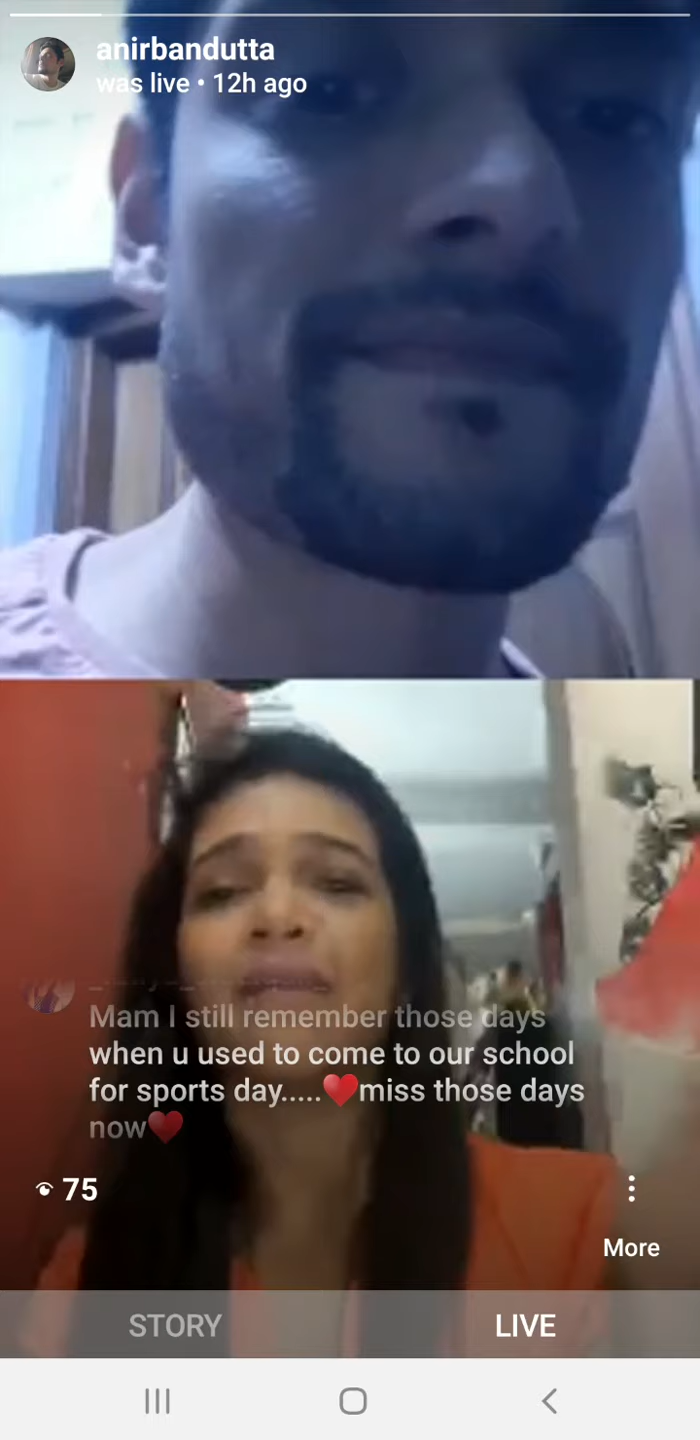 anirbandutta
was live • 12h ago
Mam I still remember those days
when u used to come to our school
for sports day.....❤️miss those days
now❤️
75
More
STORY
LIVE